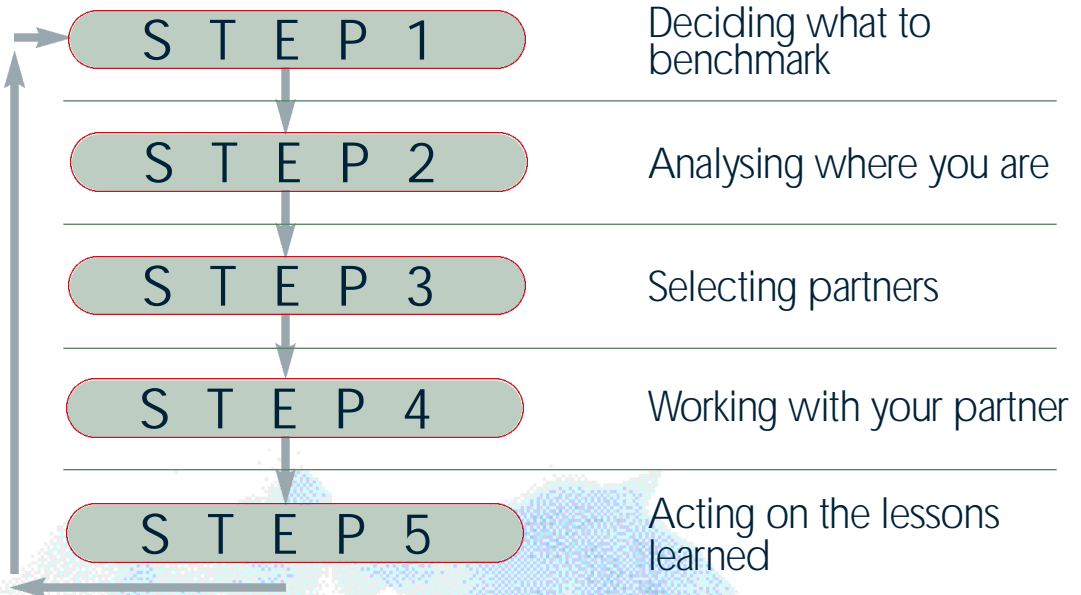 STEP 1
Deciding what to
benchmark
STEP 2
Analysing where you are
STEP 3
Selecting partners
STEP 4
Working with your partner
STEP 5
Acting on the lessons
learned